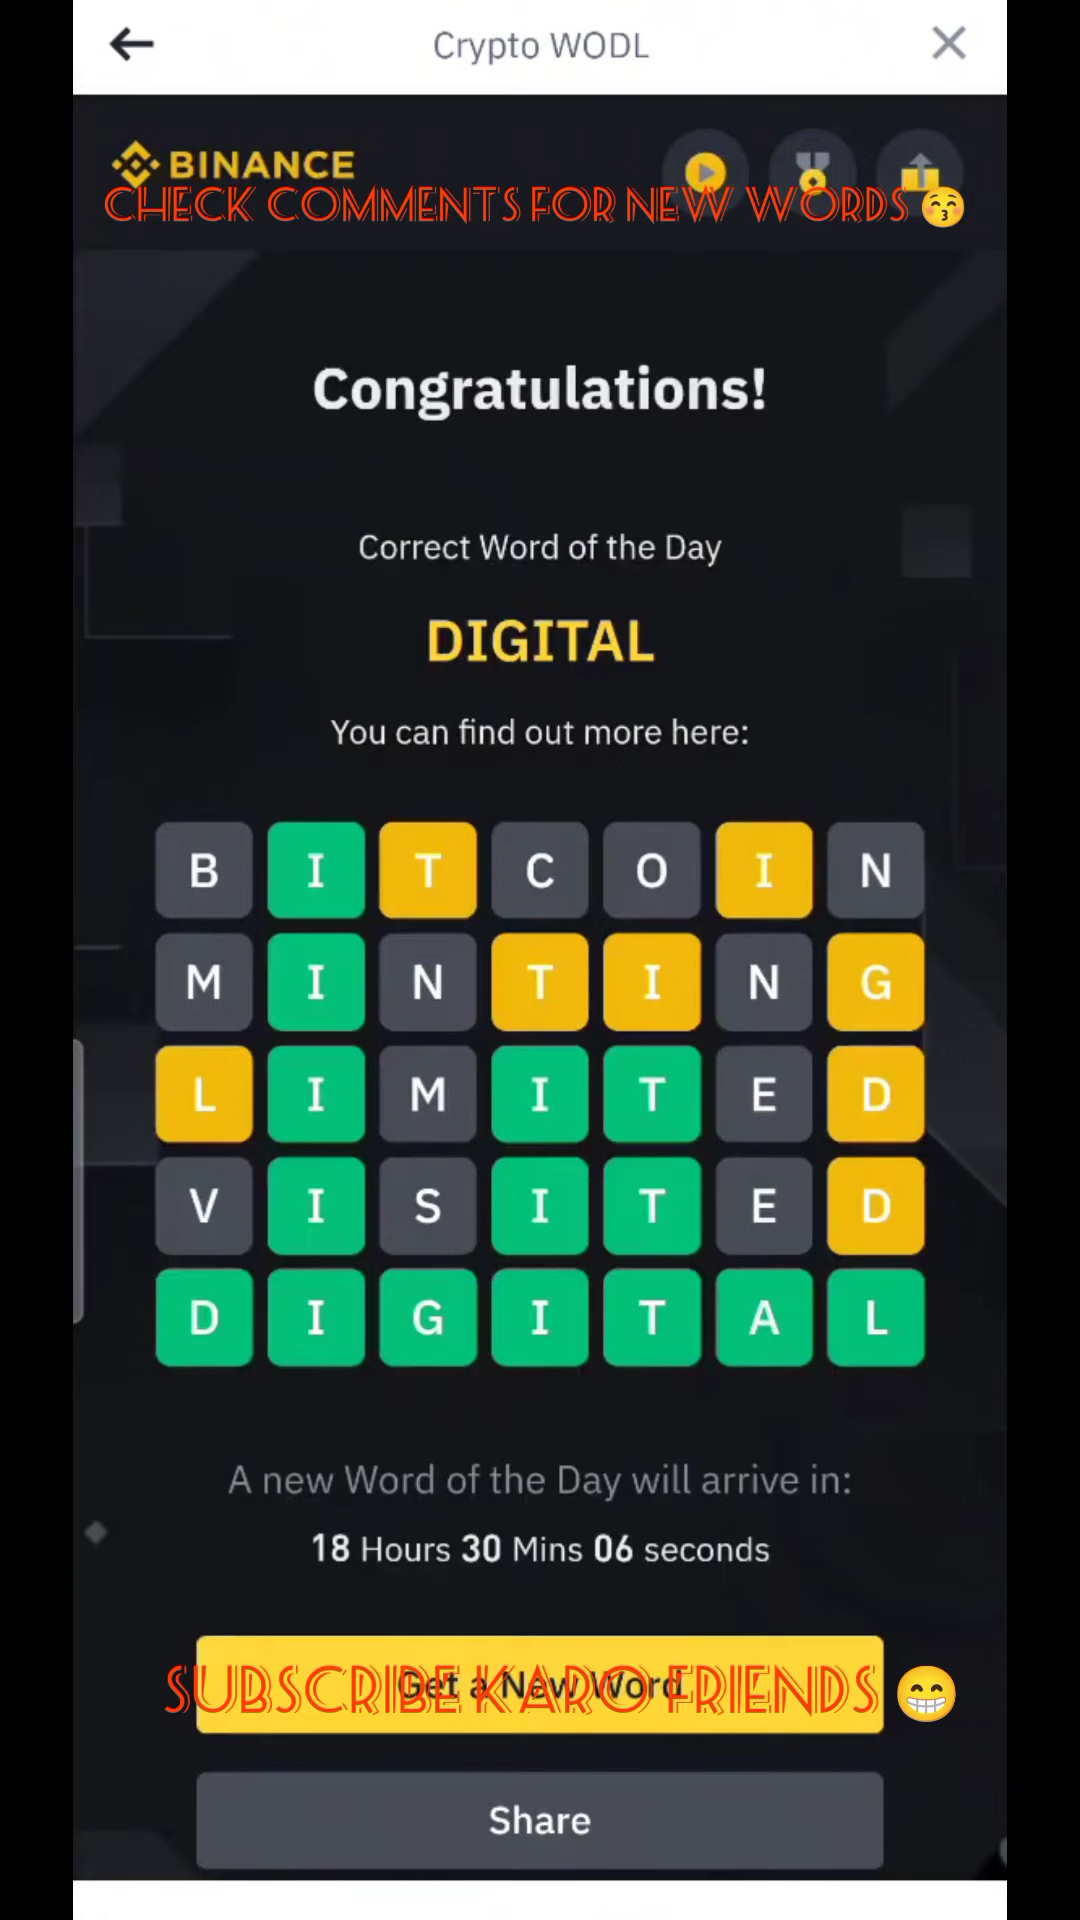 Crypto WODL
BINANCE
CHECK COMMENTS FOR NEW WORDS 😚
Congratulations!
Correct Word of the Day
DIGITAL
You can find out more here:
B I T C O I N
M I N T I N G
L I M I T E D
V I S I T E D
D I G I T A L
A new Word of the Day will arrive in:
18 Hours 30 Mins 06 seconds
Get a New Word
SUBSCRIBE KARO FRIENDS 😁
Share